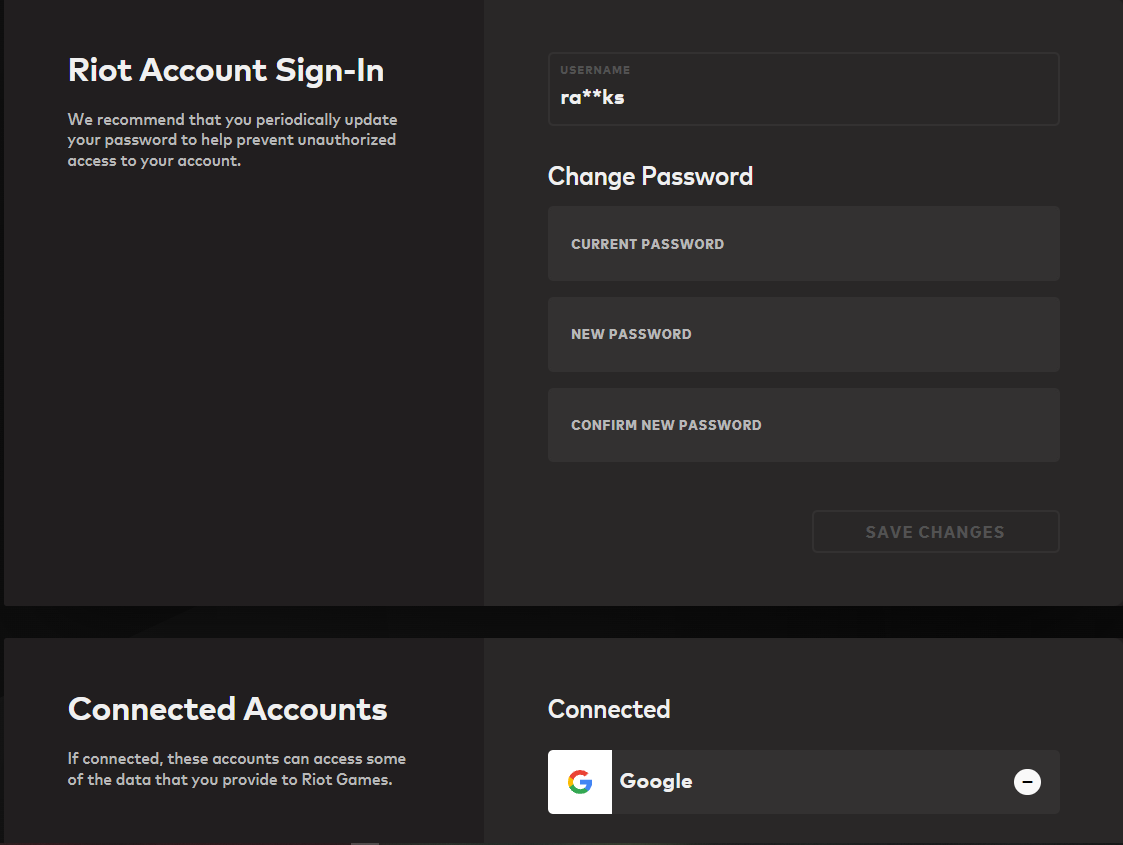 Riot Account Sign-In
We recommend that you periodically update
your password to help prevent unauthorized
access to your account.
USERNAME
ra**ks
Change Password
CURRENT PASSWORD
NEW PASSWORD
CONFIRM NEW PASSWORD
SAVE CHANGES
Connected Accounts
If connected, these accounts can access some
of the data that you provide to Riot Games.
Connected
Google